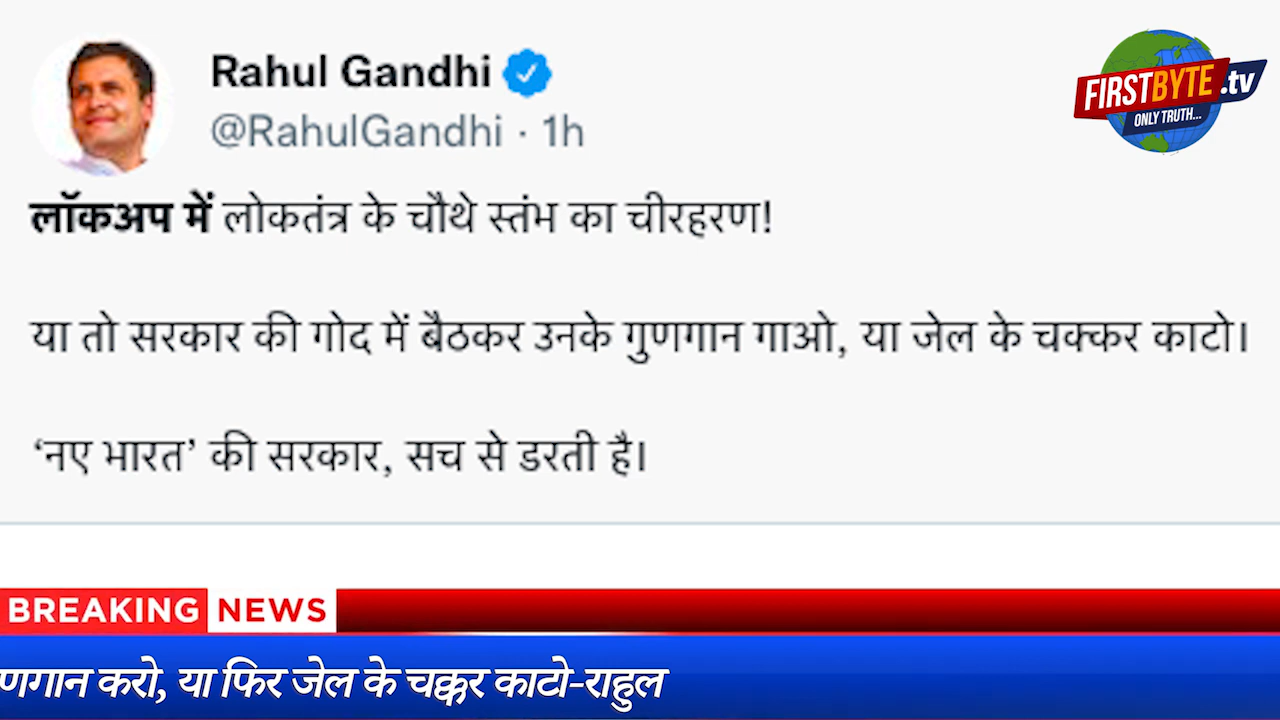 Rahul Gandhi
@RahulGandhi · 1h
FIRSTBYTE.tv
ONLY TRUTH...
लॉकअप में लोकतंत्र के चौथे स्तंभ का चीरहरण!
या तो सरकार की गोद में बैठकर उनके गुणगान गाओ, या जेल के चक्कर काटो।
‘नए भारत’ की सरकार, सच से डरती है।
BREAKING NEWS
णगान करो, या फिर जेल के चक्कर काटो-राहुल